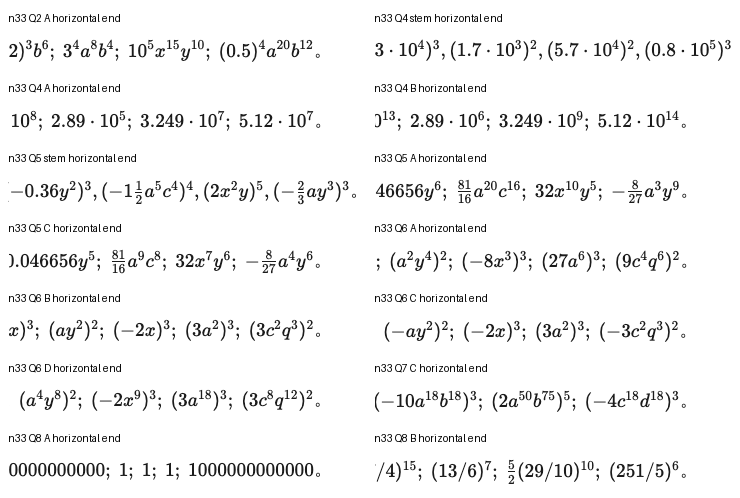 n33 Q2 A horizontal end
2)³b⁶; 3⁴a⁸b⁴; 10⁵x¹⁵y¹⁰; (0.5)⁴a²⁰b¹²。
n33 Q4 stem horizontal end
3 · 10⁴)³, (1.7 · 10³)², (5.7 · 10⁴)², (0.8 · 10⁵)³
n33 Q4 A horizontal end
10⁸; 2.89 · 10⁵; 3.249 · 10⁷; 5.12 · 10⁷。
n33 Q4 B horizontal end
)¹³; 2.89 · 10⁶; 3.249 · 10⁹; 5.12 · 10¹⁴。
n33 Q5 stem horizontal end
−0.36y²)³, (−1½a⁵c⁴)⁴, (2x²y)⁵, (−⅔ay³)³。
n33 Q5 A horizontal end
46656y⁶; 81/16 a²⁰c¹⁶; 32x¹⁰y⁵; −8/27 a³y⁹。
n33 Q5 C horizontal end
).046656y⁵; 81/16 a⁹c⁸; 32x⁷y⁶; −8/27 a⁴y⁶。
n33 Q6 A horizontal end
; (a²y⁴)²; (−8x³)³; (27a⁶)³; (9c⁴q⁶)²。
n33 Q6 B horizontal end
x)³; (ay²)²; (−2x)³; (3a²)³; (3c²q³)²。
n33 Q6 C horizontal end
(−ay²)²; (−2x)³; (3a²)³; (−3c²q³)²。
n33 Q6 D horizontal end
(a⁴y⁸)²; (−2x⁹)³; (3a¹⁸)³; (3c⁸q¹²)²。
n33 Q7 C horizontal end
(−10a¹⁸b¹⁸)³; (2a⁵⁰b⁷⁵)⁵; (−4c¹⁸d¹⁸)³。
n33 Q8 A horizontal end
0000000000; 1; 1; 1; 1000000000000。
n33 Q8 B horizontal end
/4)¹⁵; (13/6)⁷; 5/2(29/10)¹⁰; (251/5)⁶。